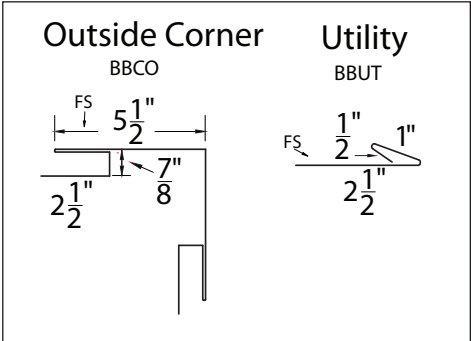 Outside Corner
BBCO
FS
5 1/2"
7/8"
2 1/2"
Utility
BBUT
FS
1/2"
1"
2 1/2"